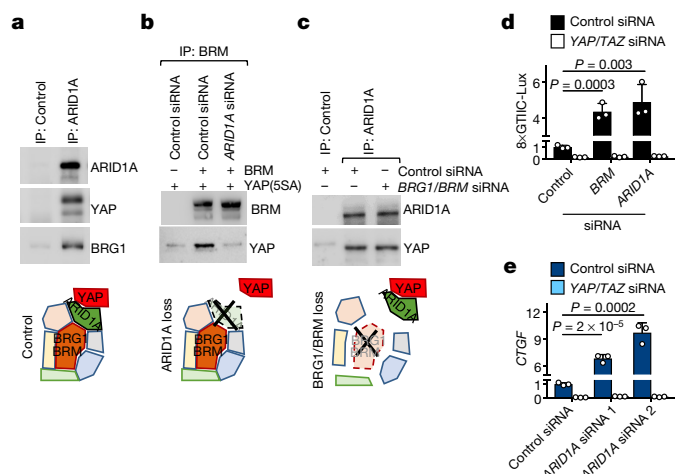 a
IP: Control
IP: ARID1A
ARID1A
YAP
BRG1
Control
YAP
ARID1A
BRG1
BRM
b
IP: BRM
Control siRNA
Control siRNA
ARID1A siRNA
– + + BRM
+ + + YAP(5SA)
BRM
YAP
ARID1A loss
YAP
BRG1
BRM
c
IP: Control
IP: ARID1A
+ + – Control siRNA
– – + BRG1/BRM siRNA
ARID1A
YAP
BRG1/BRM loss
YAP
ARID1A
BRG1
BRM
d
Control siRNA
YAP/TAZ siRNA
P = 0.003
P = 0.0003
8×GTIIC-Lux
6
4
1
0
Control
BRM
ARID1A
siRNA
e
Control siRNA
YAP/TAZ siRNA
P = 0.0002
P = 2 × 10⁻⁵
CTGF
12
9
6
1
0
Control siRNA
ARID1A siRNA 1
ARID1A siRNA 2